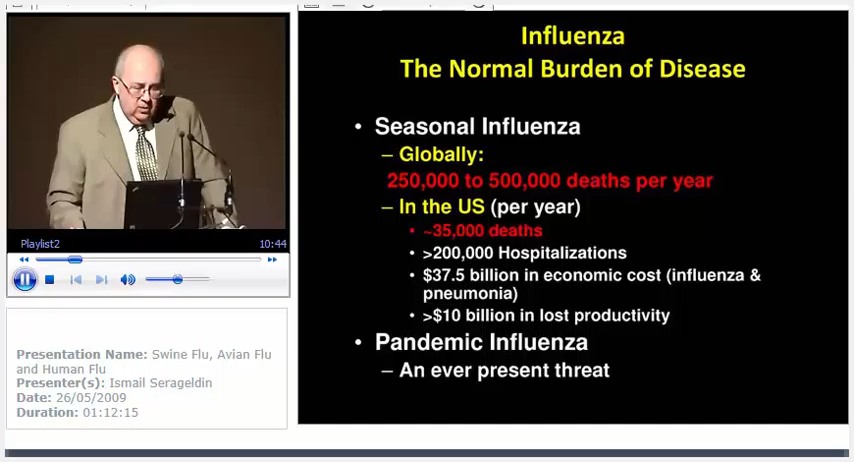 Influenza
The Normal Burden of Disease
• Seasonal Influenza
– Globally:
250,000 to 500,000 deaths per year
– In the US (per year)
• ~35,000 deaths
• >200,000 Hospitalizations
• $37.5 billion in economic cost (influenza &
pneumonia)
• >$10 billion in lost productivity
• Pandemic Influenza
– An ever present threat
Playlist2 10:44
Presentation Name: Swine Flu, Avian Flu
and Human Flu
Presenter(s): Ismail Serageldin
Date: 26/05/2009
Duration: 01:12:15